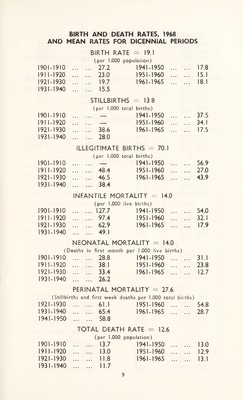 BIRTH AND DEATH RATES, 1968
AND MEAN RATES FOR DICENNIAL PERIODS
BIRTH RATE = 19.1
(per 1,000 population)
1901-1910 ... ... 27.2 1941-1950 ... ... 17.8
1911-1920 ... ... 23.0 1951-1960 ... ... 15.1
1921-1930 ... ... 19.7 1961-1965 ... ... 18.1
1931-1940 ... ... 15.5
STILLBIRTHS = 13.8
(per 1,000 total births)
1901-1910 ... ... — 1941-1950 ... ... 37.5
1911-1920 ... ... — 1951-1960 ... ... 34.1
1921-1930 ... ... 38.6 1961-1965 ... ... 17.5
1931-1940 ... ... 28.0
ILLEGITIMATE BIRTHS = 70.1
(per 1,000 total births)
1901-1910 ... ... — 1941-1950 ... ... 56.9
1911-1920 ... ... 48.4 1951-1960 ... ... 27.0
1921-1930 ... ... 46.5 1961-1965 ... ... 43.9
1931-1940 ... ... 38.4
INFANTILE MORTALITY = 14.0
(per 1,000 live births)
1901-1910 ... ... 127.7 1941-1950 ... ... 54.0
1911-1920 ... ... 97.4 1951-1960 ... ... 32.1
1921-1930 ... ... 62.9 1961-1965 ... ... 17.9
1931-1940 ... ... 49.1
NEONATAL MORTALITY = 14.0
(Deaths in first month per 1,000 live births)
1901-1910 ... ... 28.8 1941-1950 ... ... 31.1
1911-1920 ... ... 38.1 1951-1960 ... ... 23.8
1921-1930 ... ... 33.4 1961-1965 ... ... 12.7
1931-1940 ... ... 26.2
PERINATAL MORTALITY = 27.6
(Stillbirths and first week deaths per 1,000 total births)
1921-1930 ... ... 61.1 1951-1960 ... ... 54.8
1931-1940 ... ... 65.4 1961-1965 ... ... 28.7
1941-1950 ... ... 58.8
TOTAL DEATH RATE = 12.6
(per 1,000 population)
1901-1910 ... ... 13.7 1941-1950 ... ... 13.0
1911-1920 ... ... 13.0 1951-1960 ... ... 12.9
1921-1930 ... ... 11.8 1961-1965 ... ... 13.1
1931-1940 ... ... 11.7
9